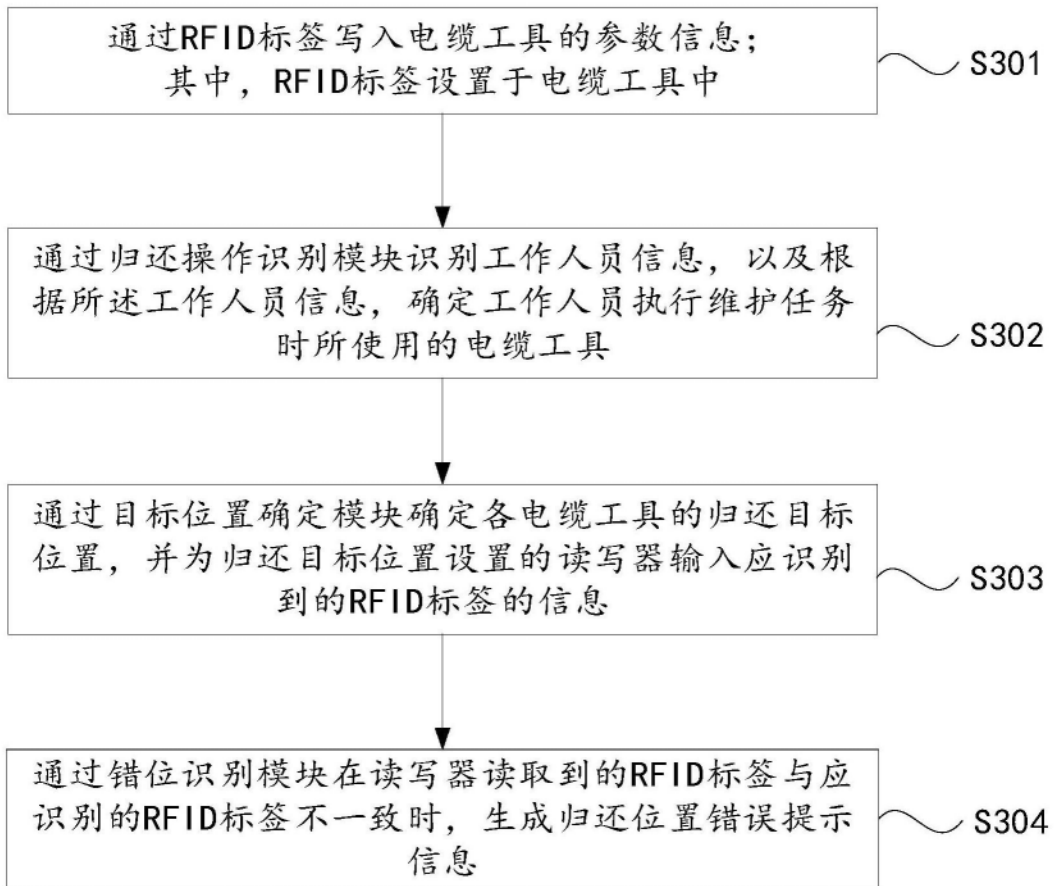 通过RFID标签写入电缆工具的参数信息；
其中，RFID标签设置于电缆工具中
S301
通过归还操作识别模块识别工作人员信息，以及根
据所述工作人员信息，确定工作人员执行维护任务
时所使用的电缆工具
S302
通过目标位置确定模块确定各电缆工具的归还目标
位置，并为归还目标位置设置的读写器输入应识别
到的RFID标签的信息
S303
通过错位识别模块在读写器读取到的RFID标签与应
识别的RFID标签不一致时，生成归还位置错误提示
信息
S304